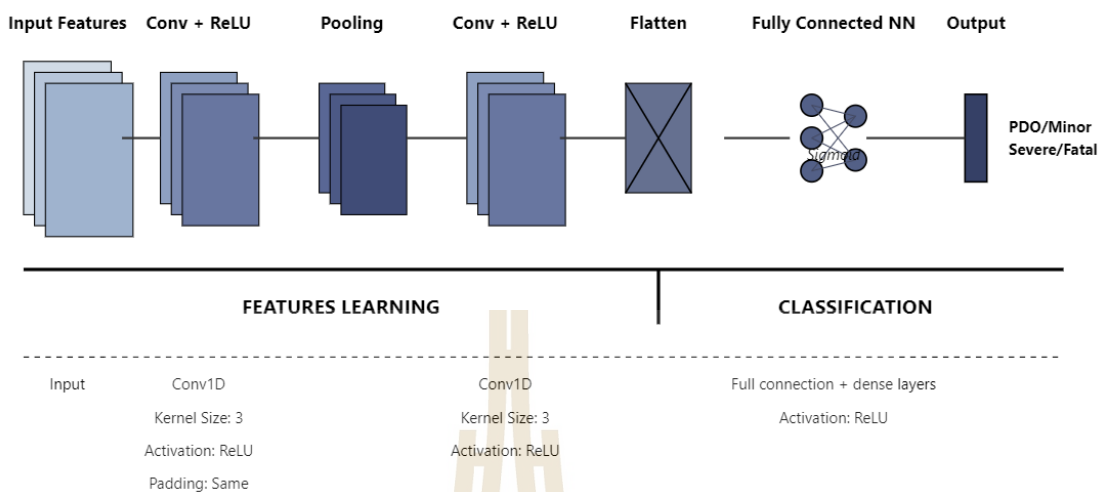 Input Features
Conv + ReLU
Pooling
Conv + ReLU
Flatten
Fully Connected NN
Output
Sigmoid
PDO/Minor
Severe/Fatal
FEATURES LEARNING
CLASSIFICATION
Input
Conv1D
Kernel Size: 3
Activation: ReLU
Padding: Same
Conv1D
Kernel Size: 3
Activation: ReLU
Full connection + dense layers
Activation: ReLU